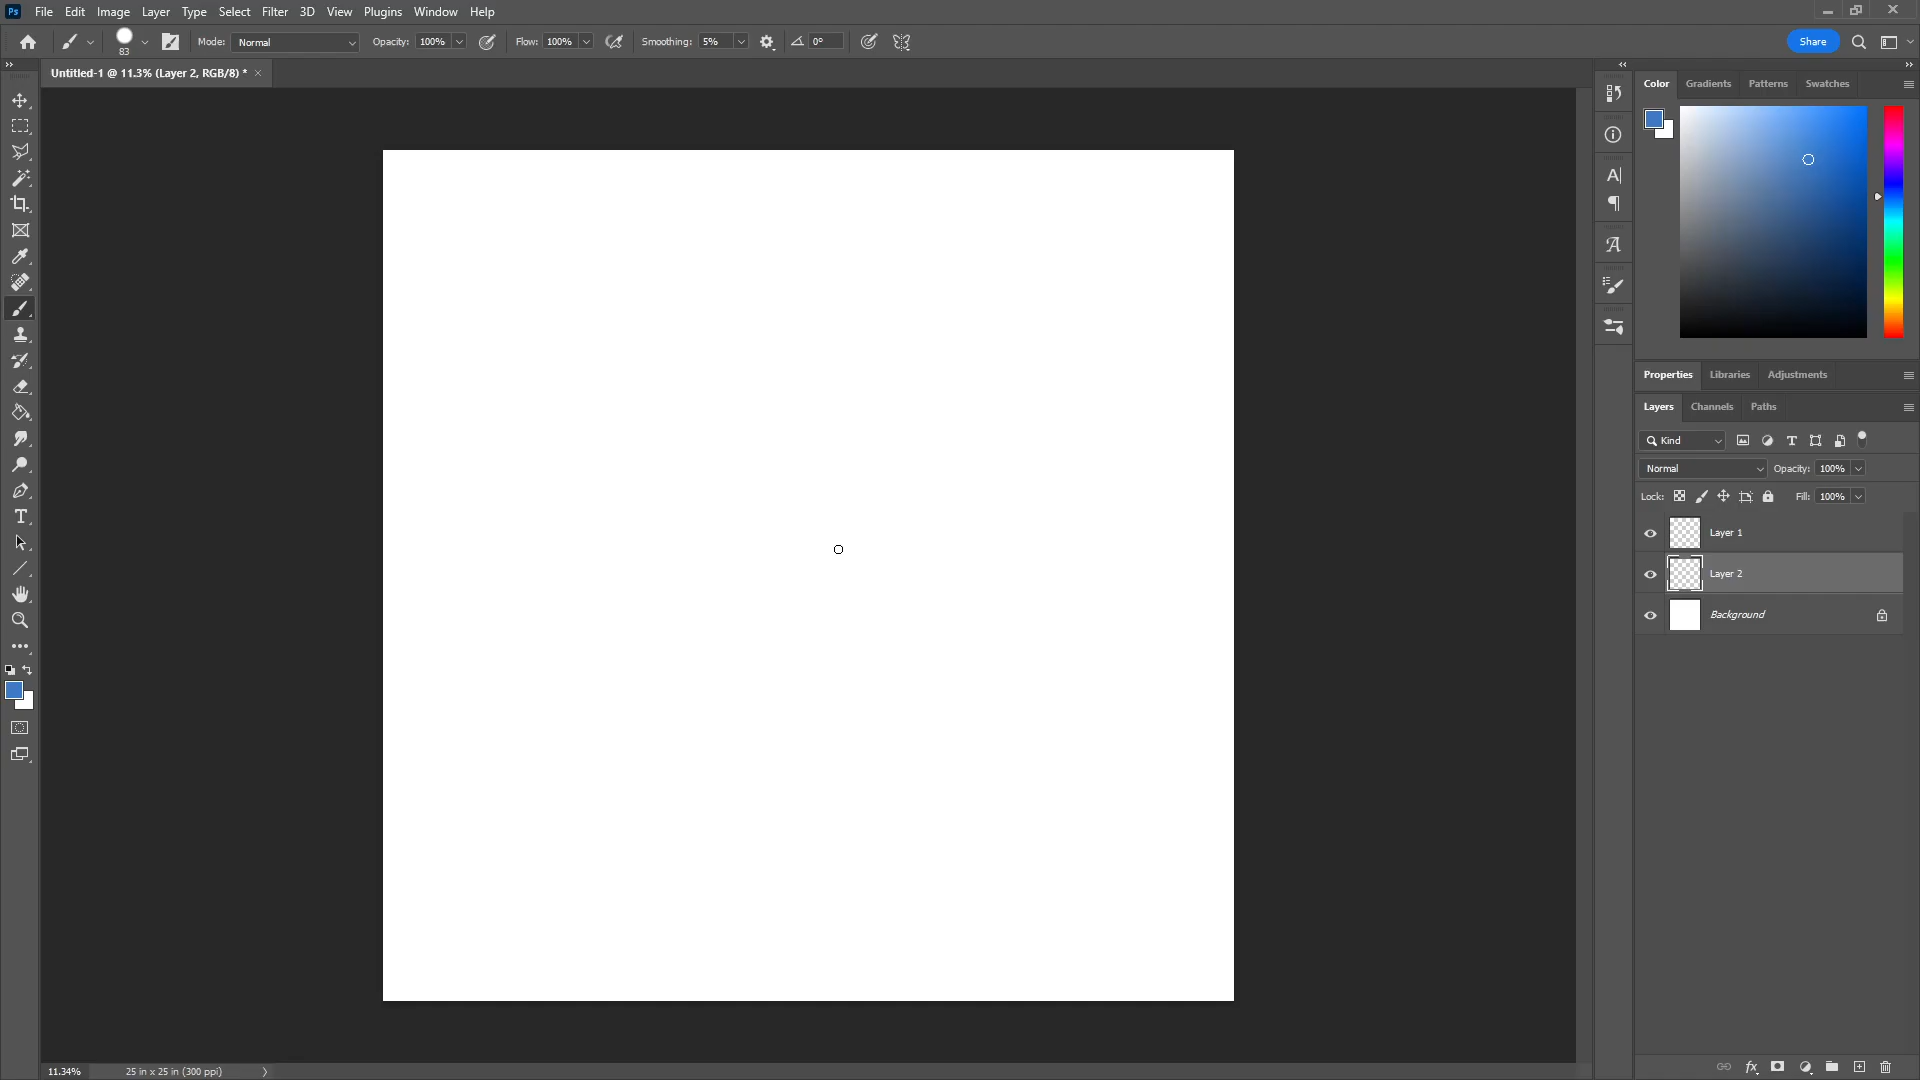 Ps File Edit Image Layer Type Select Filter 3D View Plugins Window Help
83 Mode: Normal Opacity: 100% Flow: 100% Smoothing: 5% 0° Share
Untitled-1 @ 11.3% (Layer 2, RGB/8) *
Color Gradients Patterns Swatches
Properties Libraries Adjustments
Layers Channels Paths
Kind
Normal Opacity: 100%
Lock: Fill: 100%
Layer 1
Layer 2
Background
11.34% 25 in x 25 in (300 ppi)